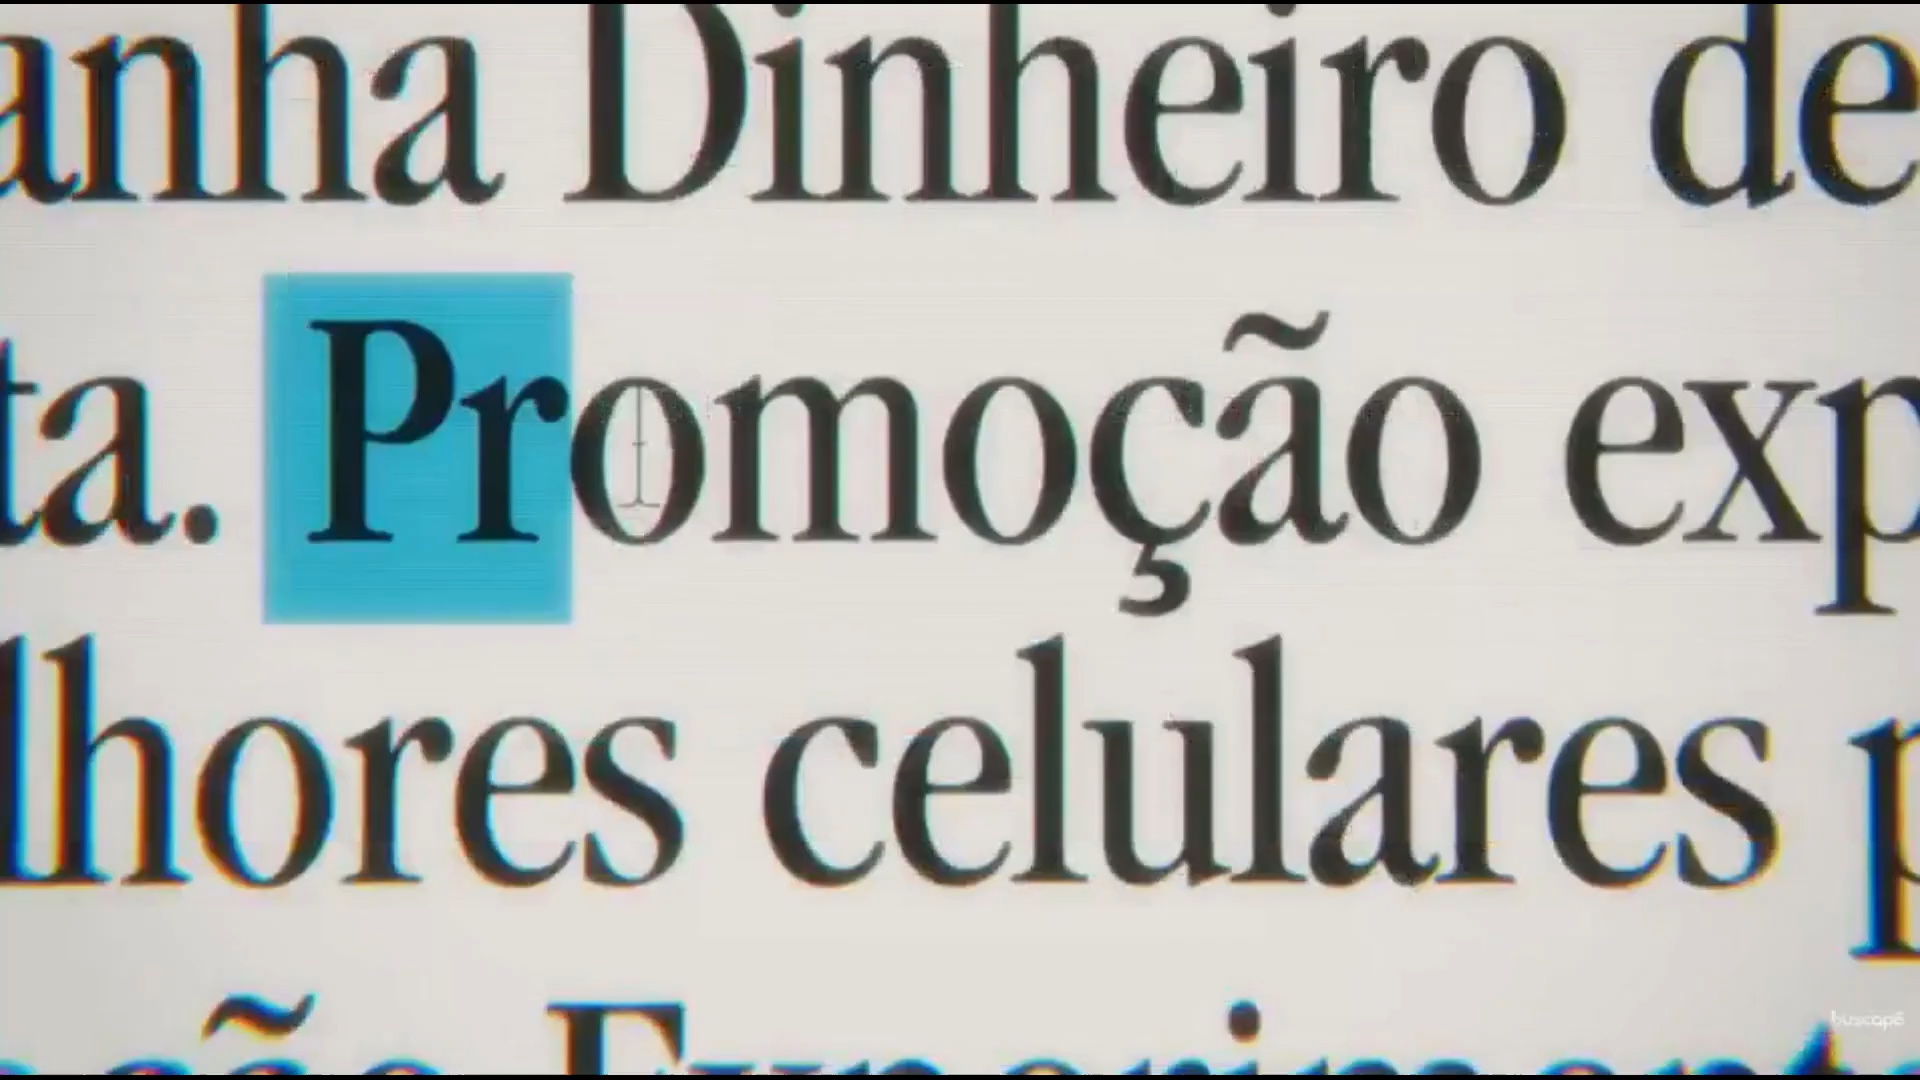 anha Dinheiro de
ta. Promoção exp
lhores celulares p
buscapé